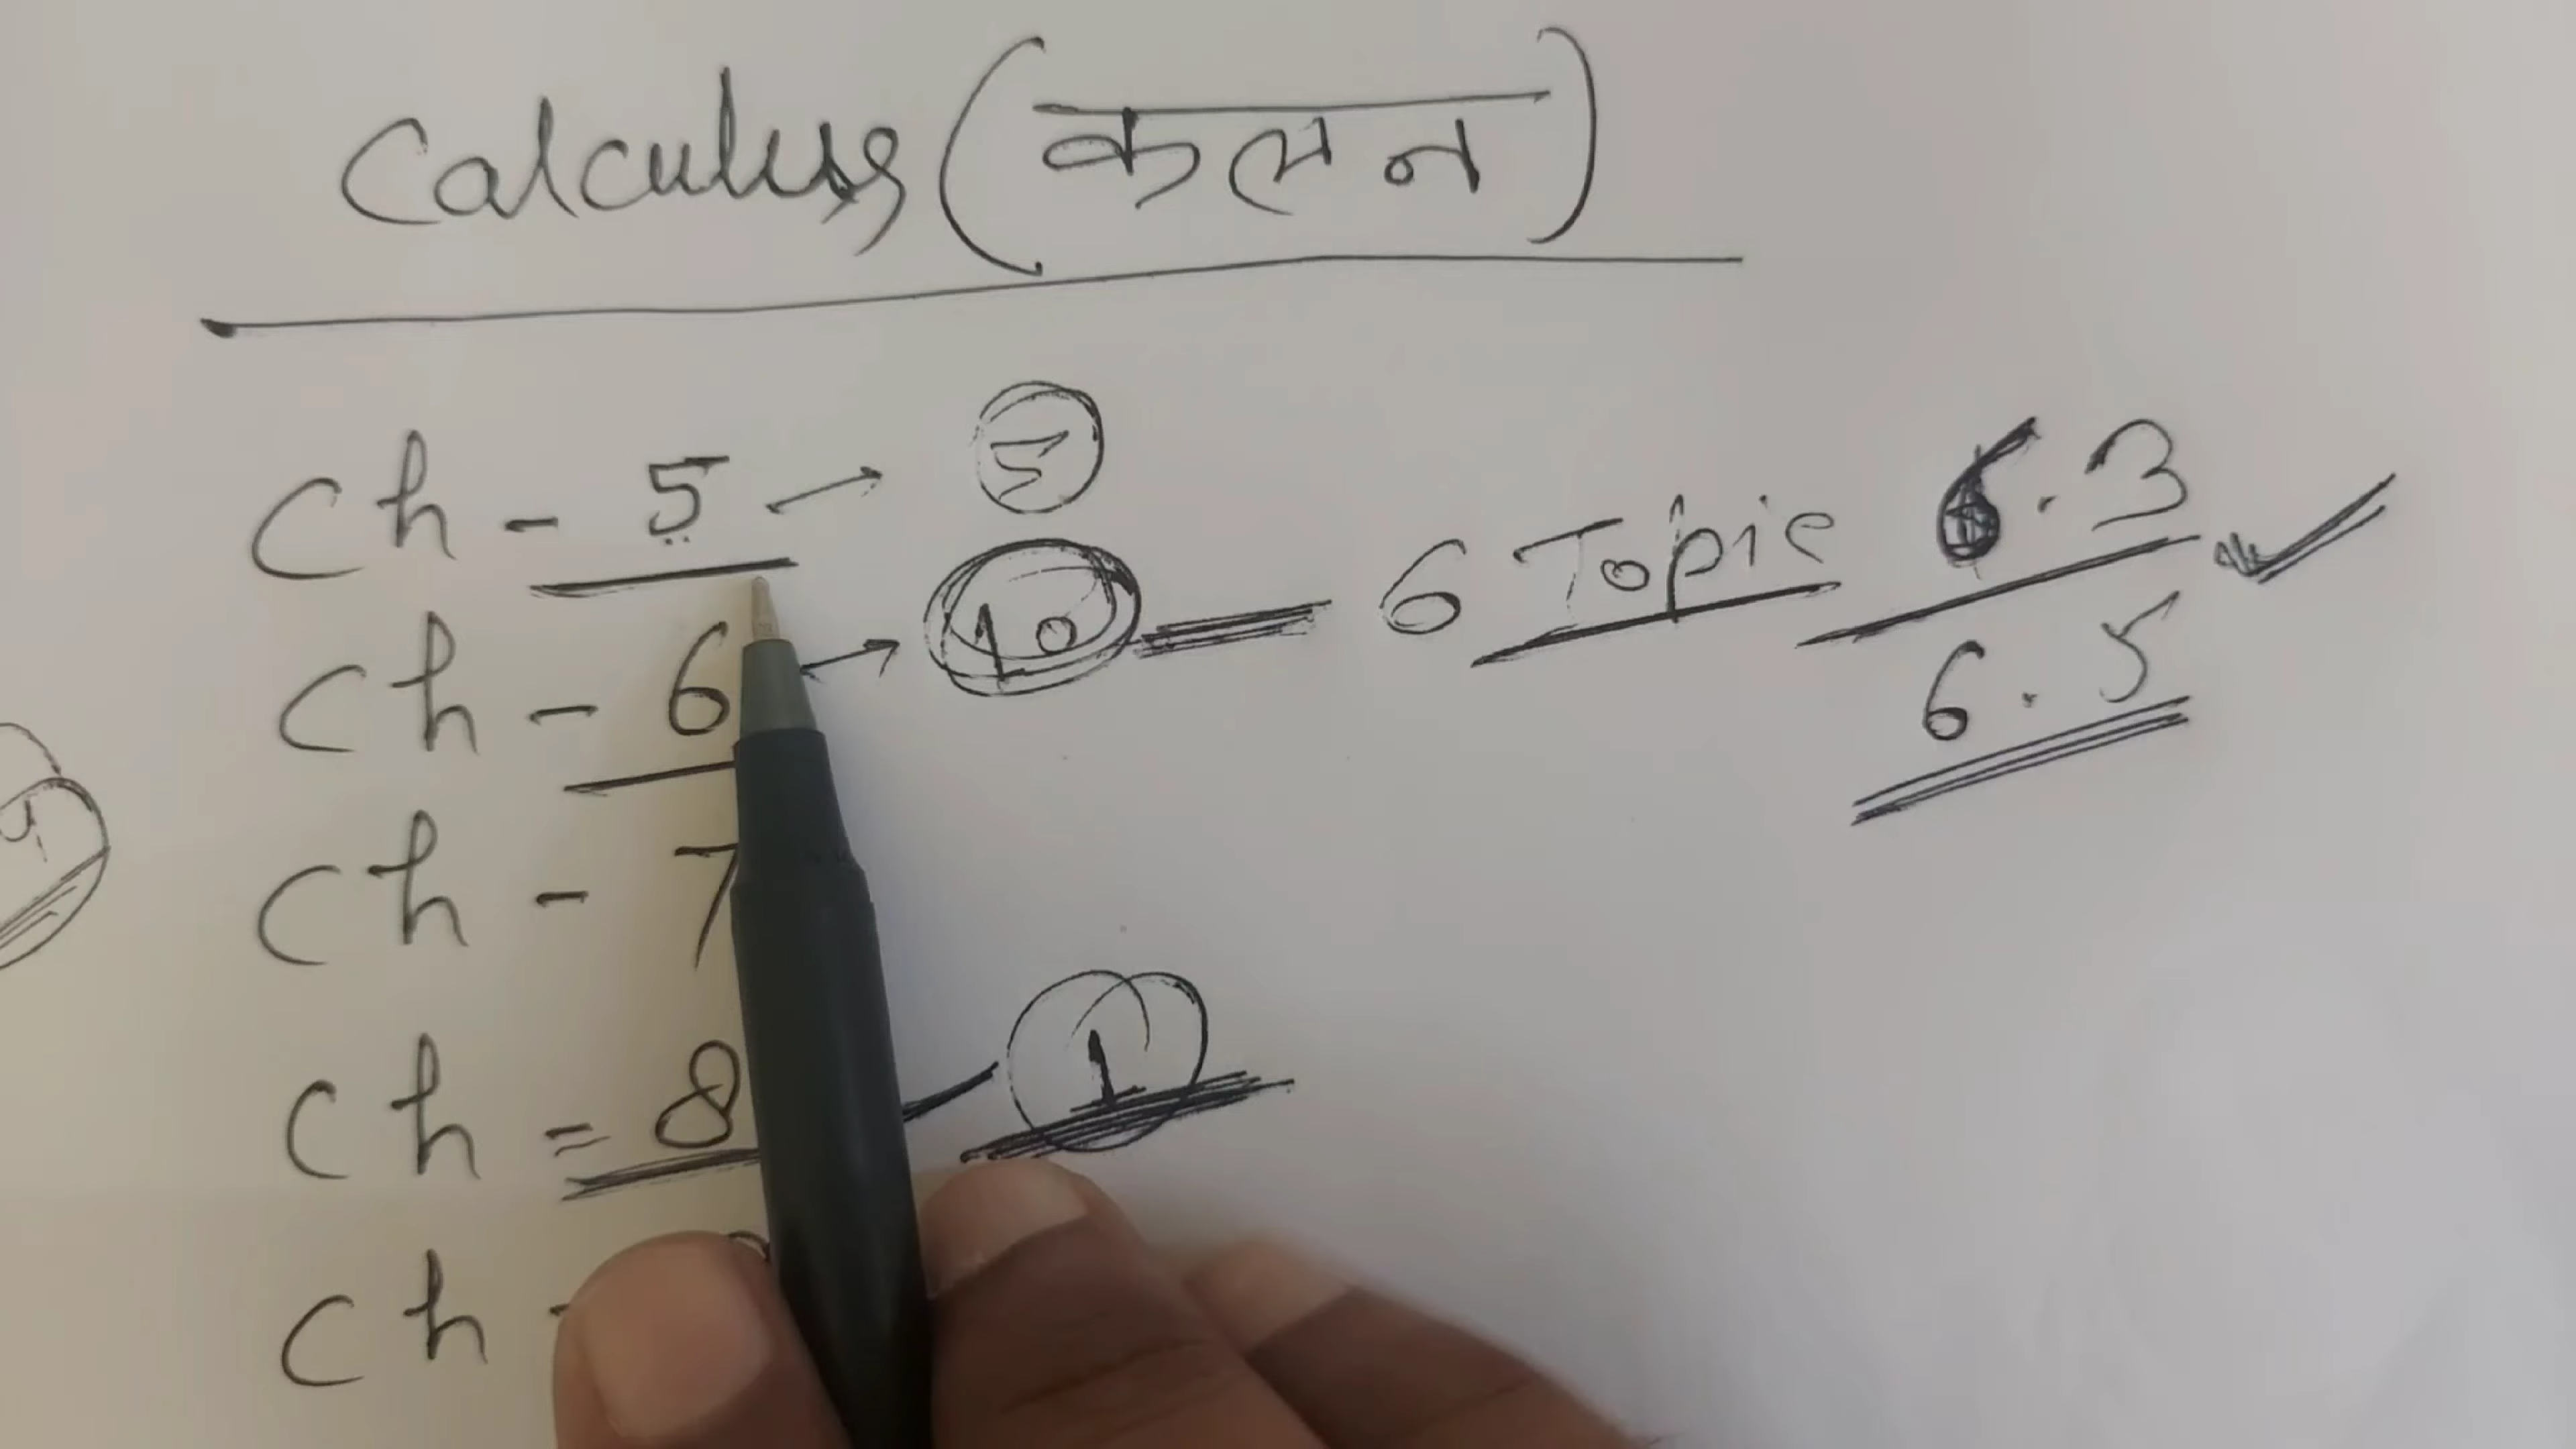 Calculus (कलन)
Ch - 5 →
Ch - 6 → 10 — 6 Topic 6.3
6.5
Ch - 7
Ch = 8 — 1
Ch -